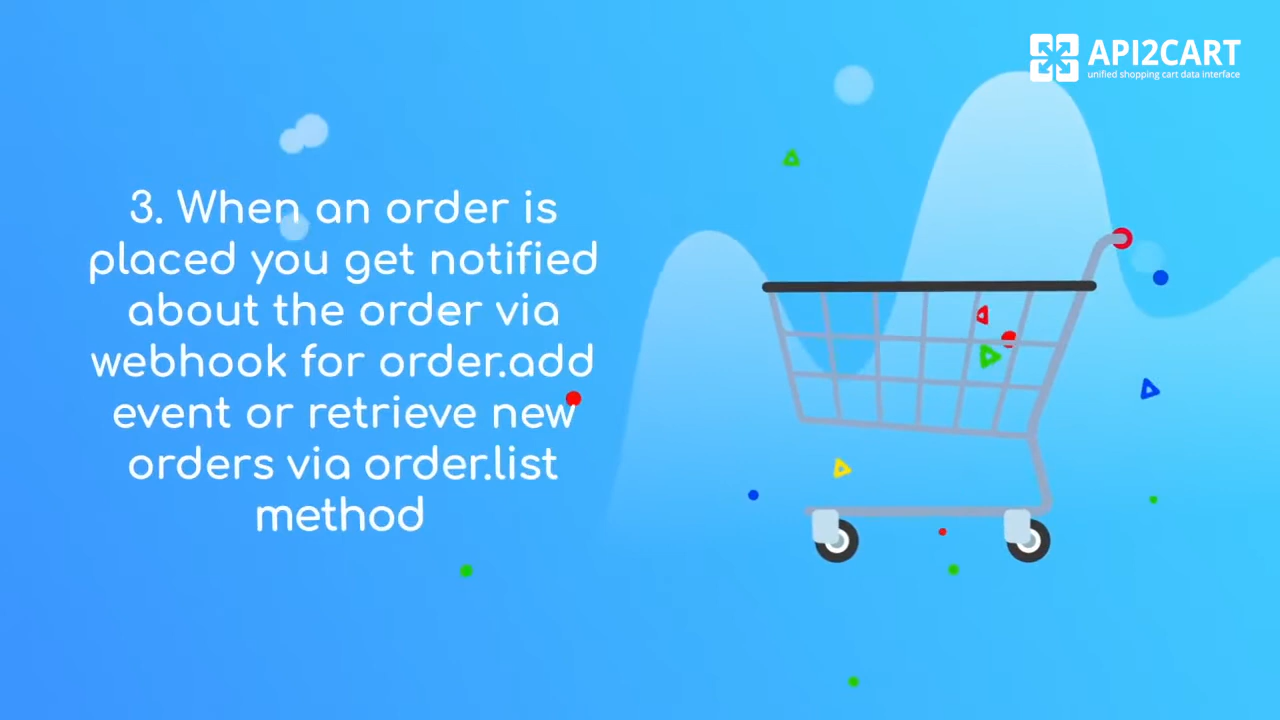 API2CART
unified shopping cart data interface
3. When an order is
placed you get notified
about the order via
webhook for order.add
event or retrieve new
orders via order.list
method